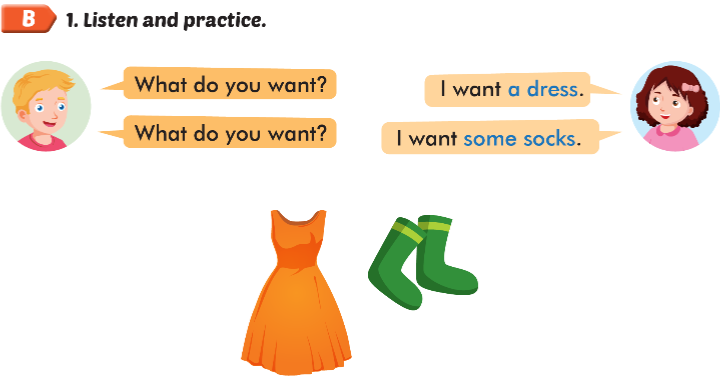 B 1. Listen and practice.
What do you want?
I want a dress.
What do you want?
I want some socks.